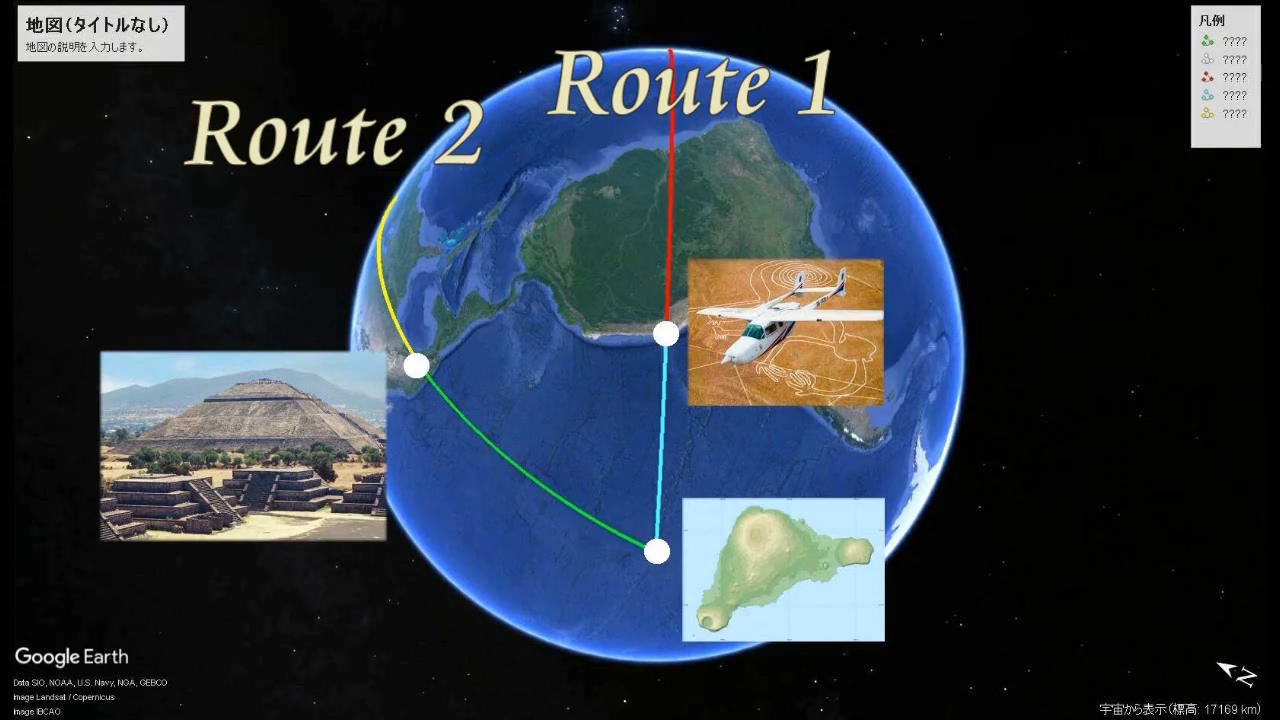 地図(タイトルなし)
地図の説明を入力します。
凡例
????
????
????
????
????
Route 1
Route 2
Google Earth
Data SIO, NOAA, U.S. Navy, NGA, GEBCO
Image Landsat / Copernicus
Image IBCAO
N
宇宙から表示(標高: 17169 km)